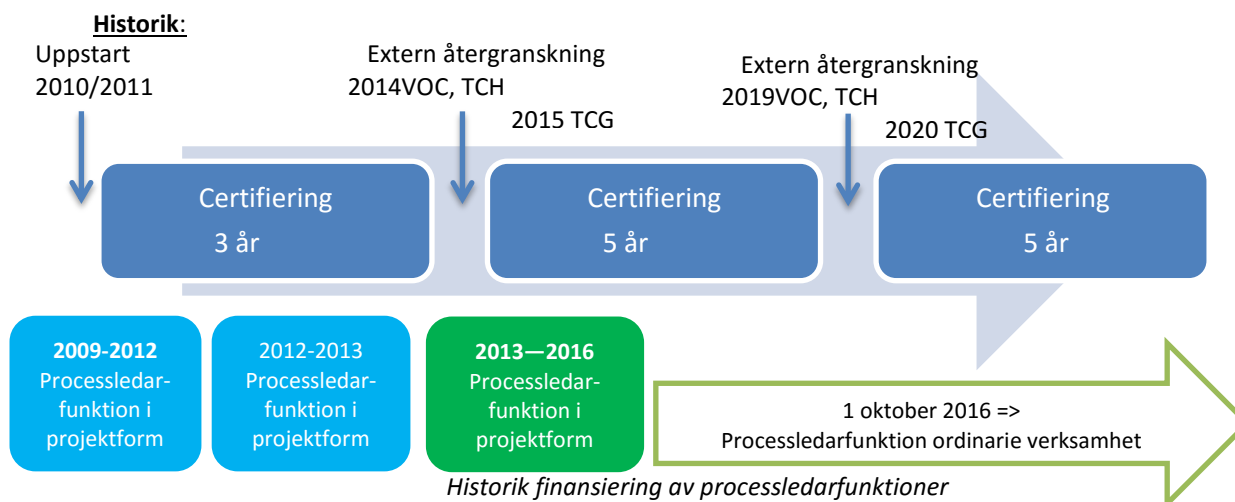 Historik:
Uppstart
2010/2011
Extern återgranskning
2014VOC, TCH
2015 TCG
Extern återgranskning
2019VOC, TCH
2020 TCG
Certifiering
3 år
Certifiering
5 år
Certifiering
5 år
2009-2012
Processledar-
funktion i
projektform
2012-2013
Processledar-
funktion i
projektform
2013—2016
Processledar-
funktion i
projektform
1 oktober 2016 =>
Processledarfunktion ordinarie verksamhet
Historik finansiering av processledarfunktioner